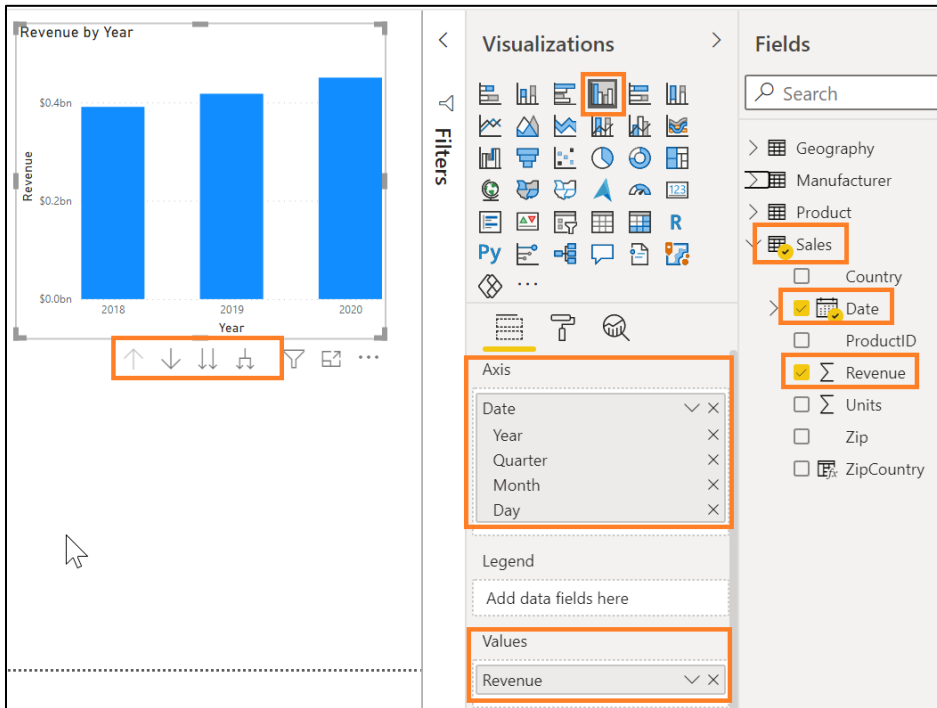 Revenue by Year
$0.4bn
$0.2bn
$0.0bn
Revenue
2018 2019 2020
Year
Filters
Visualizations
123
R
Py
Axis
Date
Year
Quarter
Month
Day
Legend
Add data fields here
Values
Revenue
Fields
Search
Geography
Manufacturer
Product
Sales
Country
Date
ProductID
Σ Revenue
Σ Units
Zip
fx ZipCountry